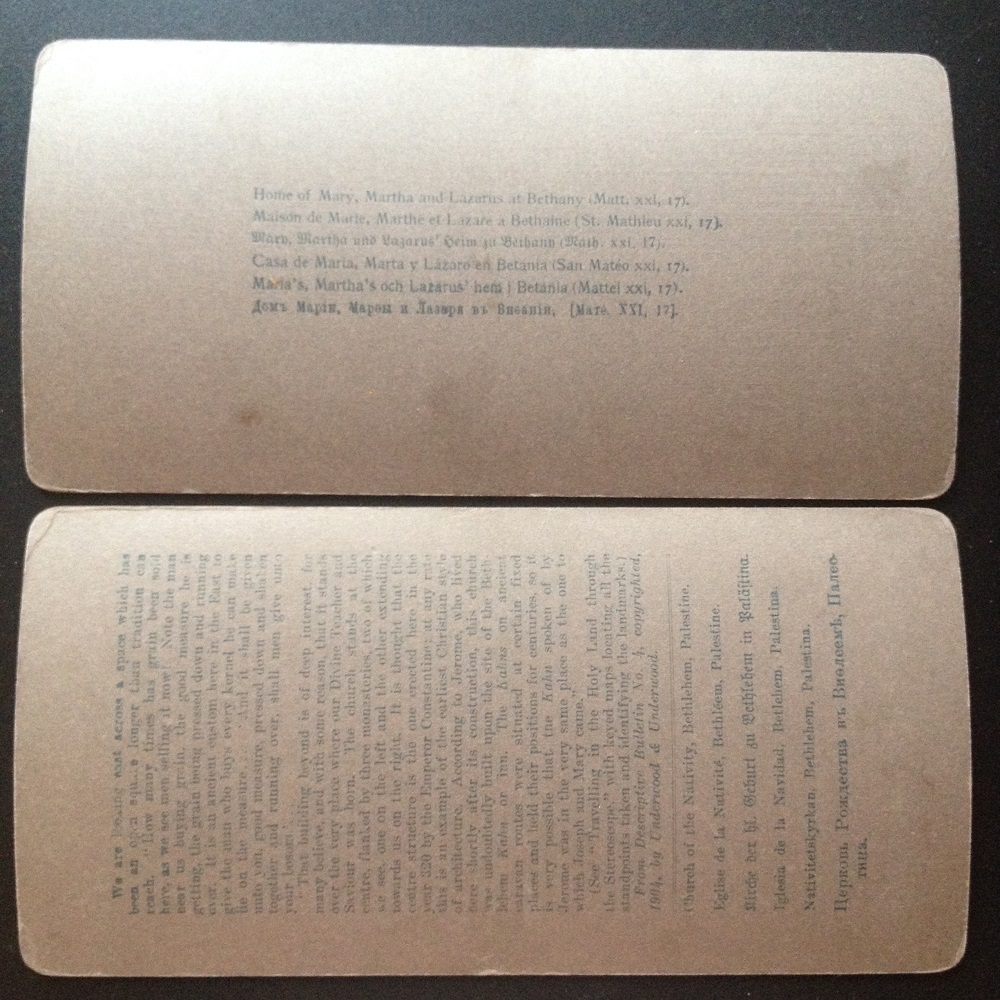 Home of Mary, Martha and Lazarus at Bethany (Matt. xxi, 17).
Maison de Marie, Marthe et Lazare a Bethaine (St. Mathieu xxi, 17).
Mary, Martha und Lazarus' Heim zu Bethany (Math. xxi, 17).
Casa de Maria, Marta y Lázaro en Betania (San Mateo xxi, 17).
Maria's, Martha's och Lazarus' hem i Betania (Mattei xxi, 17).
Домъ Маріи, Марѳы и Лазаря въ Виѳаніи, [Матѳ. XXI, 17].
We are looking east across a space which has
been an open square longer than tradition can
reach. "How many times has grain been sold
here, as we see men selling it now! Note the man
near us buying grain, the good measure he is
getting, the grain being pressed down and running
over. It is an ancient custom here in the East to
give the man who buys every kernel he can make
lie on the measure. 'And it shall be given
unto you, good measure, pressed down and shaken
together and running over, shall men give unto
your bosom'.
"That building beyond is of deep interest, for
many believe, and with some reason, that it stands
over the very place where our Divine Teacher and
Saviour was born. The church stands at the
centre, flanked by three monasteries, two of which
we see, one on the left and the other extending
towards us on the right. It is thought that the
centre structure is the one erected here in the
year 330 by the Emperor Constantine; at any rate
this is an example of the earliest Christian style
of architecture. According to Jerome, who lived
here shortly after its construction, this church
was undoubtedly built upon the site of the Beth-
lehem Kahn or inn. The Kahns on ancient
caravan routes were situated at certain fixed
places and held their positions for centuries, so it
is very possible that the Kahn spoken of by
Jerome was in the very same place as the one to
which Joseph and Mary came."
(See "Travelling in the Holy Land through
the Stereoscope," with keyed maps locating all the
standpoints taken and identifying the landmarks.)
From Descriptive Bulletin No. 4, copyrighted,
1904, by Underwood & Underwood.
Church of the Nativity, Bethlehem, Palestine.
Eglise de la Nativité, Bethléem, Palestine.
Kirche der hl. Geburt zu Bethlehem in Palästina.
Iglesia de la Navidad, Betlehem, Palestina.
Nativitetskyrkan, Bethlehem, Palestina.
Церковь Рождества въ Виѳлеемѣ, Палес-
тина.